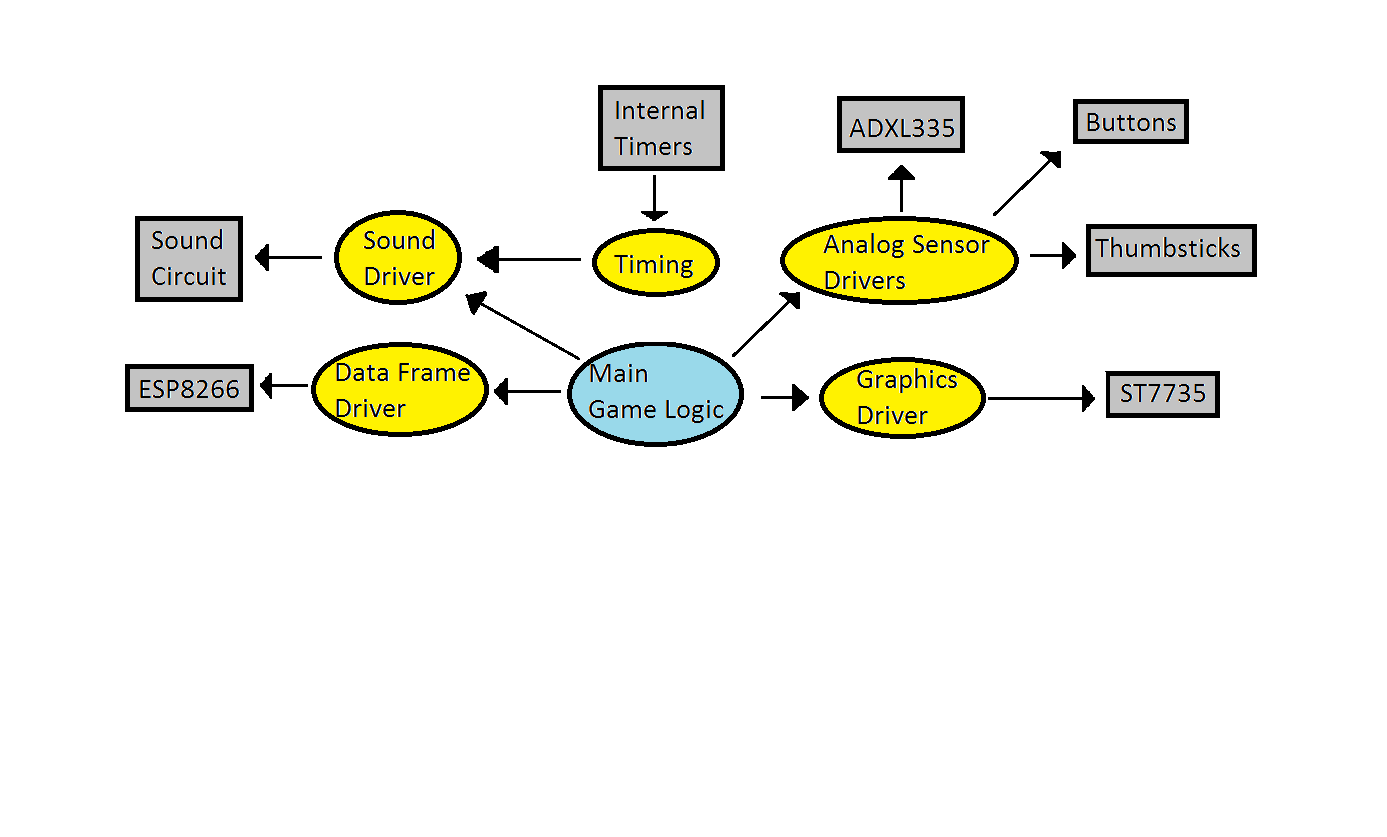 Internal
Timers
ADXL335
Buttons
Sound
Circuit
Sound
Driver
Timing
Analog Sensor
Drivers
Thumbsticks
ESP8266
Data Frame
Driver
Main
Game Logic
Graphics
Driver
ST7735